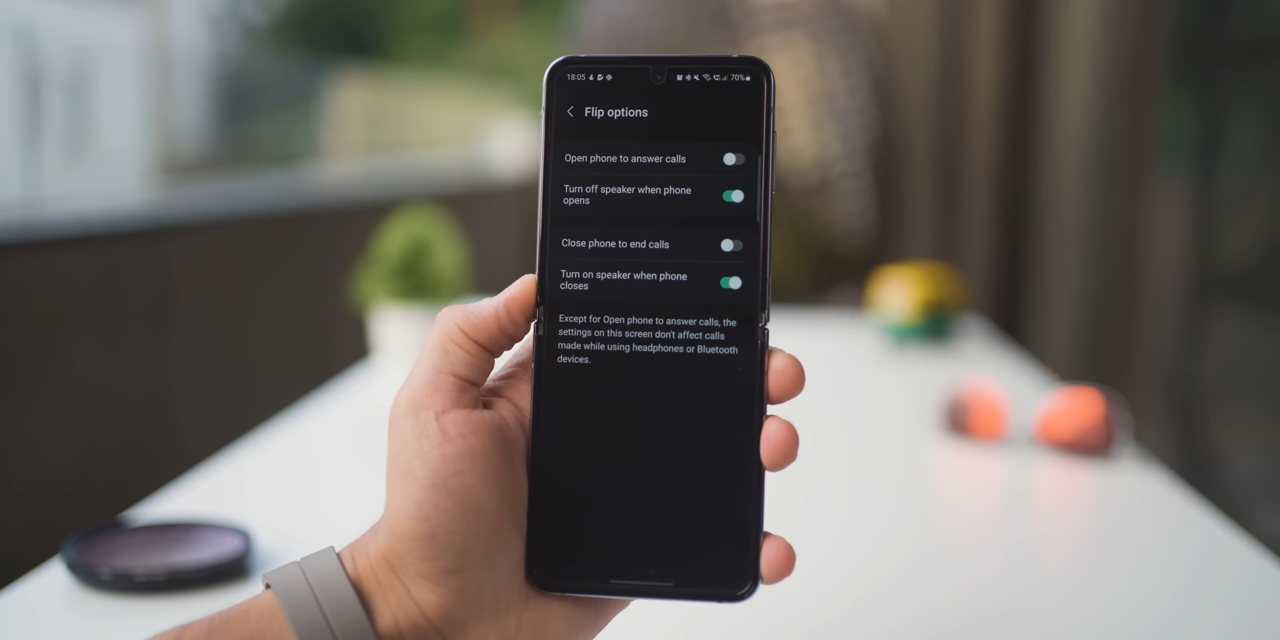 18:05 70%
Flip options
Open phone to answer calls
Turn off speaker when phone
opens
Close phone to end calls
Turn on speaker when phone
closes
Except for Open phone to answer calls, the
settings on this screen don't affect calls
made while using headphones or Bluetooth
devices.